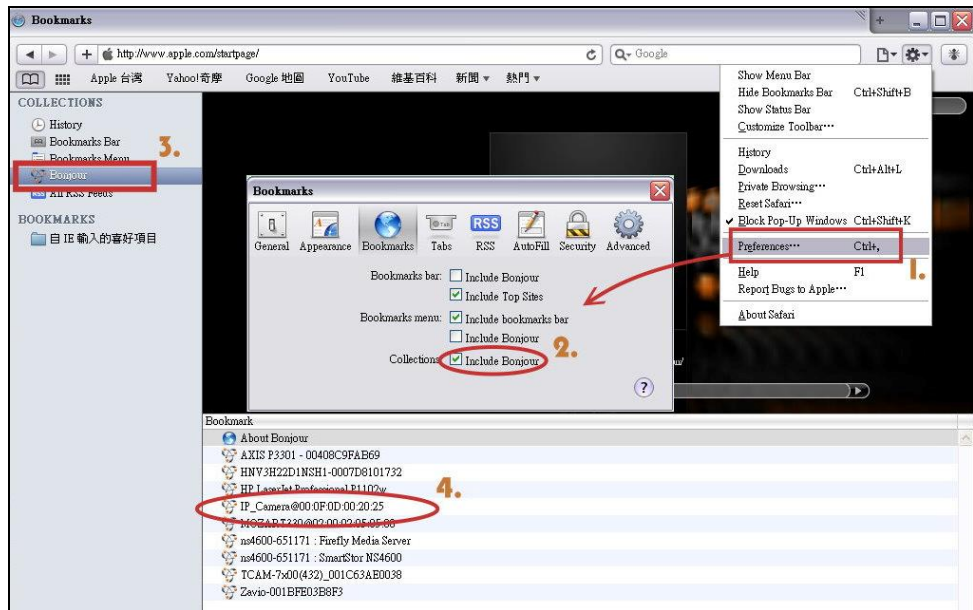 Bookmarks
http://www.apple.com/startpage/
Google
Apple 台灣 Yahoo!奇摩 Google 地圖 YouTube 維基百科 新聞 熱門
COLLECTIONS
History
Bookmarks Bar
Bookmarks Menu
Bonjour
All RSS Feeds
3.
BOOKMARKS
自 IE 輸入的喜好項目
Show Menu Bar
Hide Bookmarks Bar Ctrl+Shift+B
Show Status Bar
Customize Toolbar...
History
Downloads Ctrl+Alt+L
Private Browsing...
Reset Safari...
Block Pop-Up Windows Ctrl+Shift+K
Preferences... Ctrl+,
1.
Help F1
Report Bugs to Apple...
About Safari
Bookmarks
General Appearance Bookmarks Tabs RSS AutoFill Security Advanced
Bookmarks bar: Include Bonjour
Include Top Sites
Bookmarks menu: Include bookmarks bar
Include Bonjour
Collections: Include Bonjour
2.
?
Bookmark
About Bonjour
AXIS P3301 - 00408C9FAB69
HNV3H22D1NSH1-0007D8101732
HP LaserJet Professional P1102w
IP_Camera@00:0F:0D:00:20:25
4.
ns4600-651171 : Firefly Media Server
ns4600-651171 : SmartStor NS4600
TCAM-7x00(432)_001C63AE0038
Zavio-001BFE03B8F3